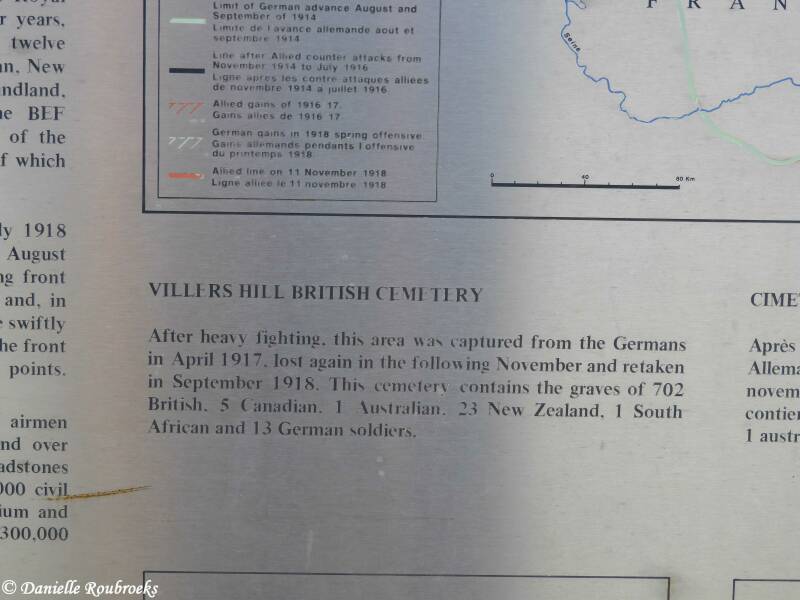 Royal
r years,
twelve
an, New
undland,
he BEF
of the
of which
ly 1918
August
ng front
and, in
e swiftly
he front
points.
airmen
nd over
adstones
000 civil
ium and
300,000
Limit of German advance August and
September of 1914
Limite de l'avance allemande aout et
septembre 1914
Line after Allied counter attacks from
November 1914 to July 1916
Ligne apres les contre attaques alliees
de novembre 1914 a juillet 1916.
Allied gains of 1916 17.
Gains allies de 1916 17.
German gains in 1918 spring offensive.
Gains allemands pendants l offensive
du printemps 1918.
Allied line on 11 November 1918
Ligne alliee le 11 novembre 1918
F R A N
Seine
0 40 80 Km
VILLERS HILL BRITISH CEMETERY
After heavy fighting, this area was captured from the Germans
in April 1917, lost again in the following November and retaken
in September 1918. This cemetery contains the graves of 702
British, 5 Canadian, 1 Australian, 23 New Zealand, 1 South
African and 13 German soldiers.
CIMET
Après
Allema
novem
contien
1 austr
© Danielle Roubroeks